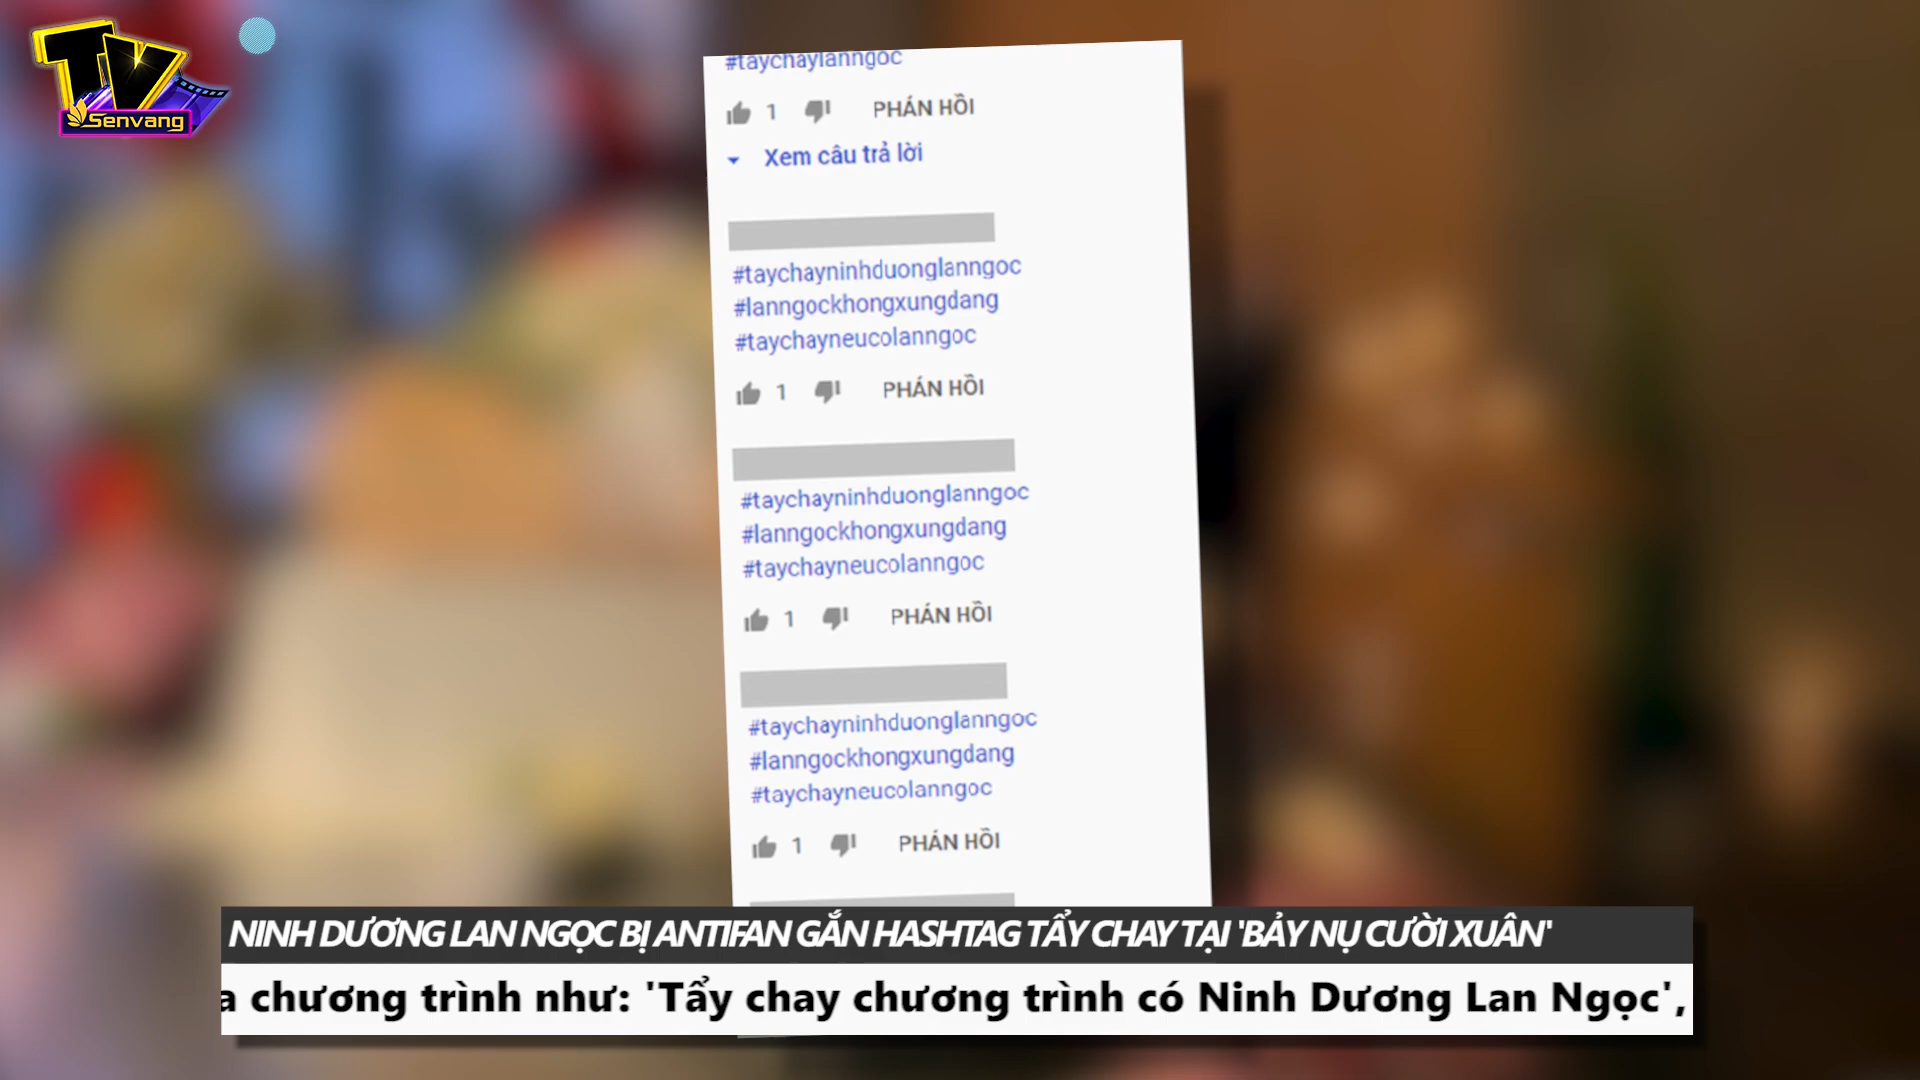 TV
Senvang
#taychaylanngoc
1 PHẢN HỒI
Xem câu trả lời
#taychayninhduonglanngoc
#lanngockhongxungdang
#taychayneucolanngoc
1 PHẢN HỒI
#taychayninhduonglanngoc
#lanngockhongxungdang
#taychayneucolanngoc
1 PHẢN HỒI
#taychayninhduonglanngoc
#lanngockhongxungdang
#taychayneucolanngoc
1 PHẢN HỒI
NINH DƯƠNG LAN NGỌC BỊ ANTIFAN GẮN HASHTAG TẨY CHAY TẠI 'BẢY NỤ CƯỜI XUÂN'
a chương trình như: 'Tẩy chay chương trình có Ninh Dương Lan Ngọc',